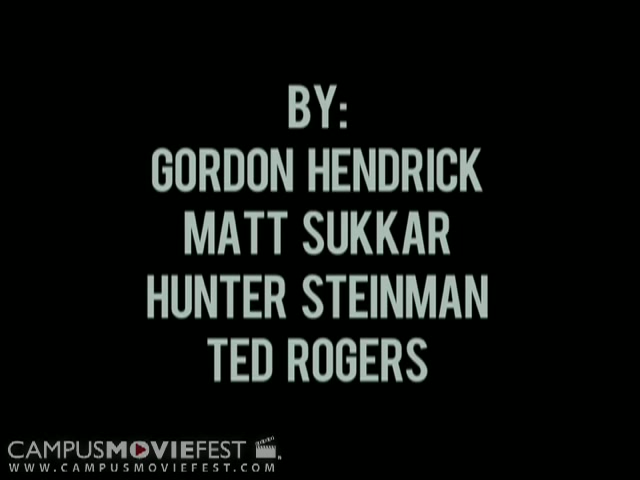 BY:
GORDON HENDRICK
MATT SUKKAR
HUNTER STEINMAN
TED ROGERS
CAMPUSMOVIEFEST
WWW.CAMPUSMOVIEFEST.COM